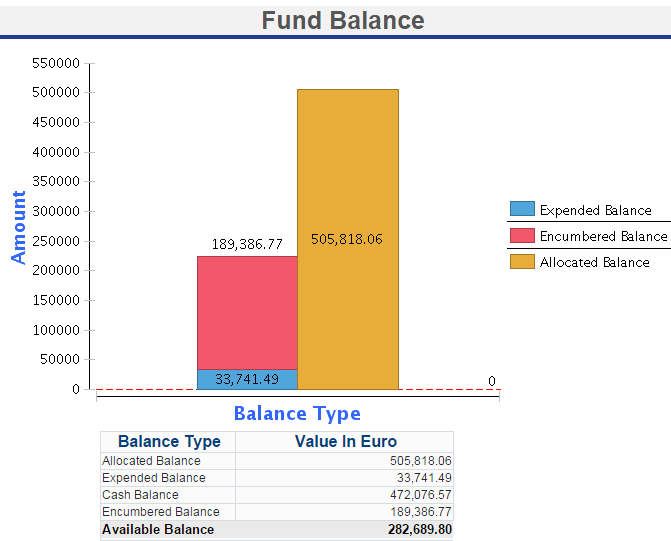 Fund Balance
550000
500000
450000
400000
350000
300000
250000
200000
150000
100000
50000
0
Amount
189,386.77
505,818.06
33,741.49
0
Balance Type
Expended Balance
Encumbered Balance
Allocated Balance
Balance Type Value In Euro
Allocated Balance 505,818.06
Expended Balance 33,741.49
Cash Balance 472,076.57
Encumbered Balance 189,386.77
Available Balance 282,689.80